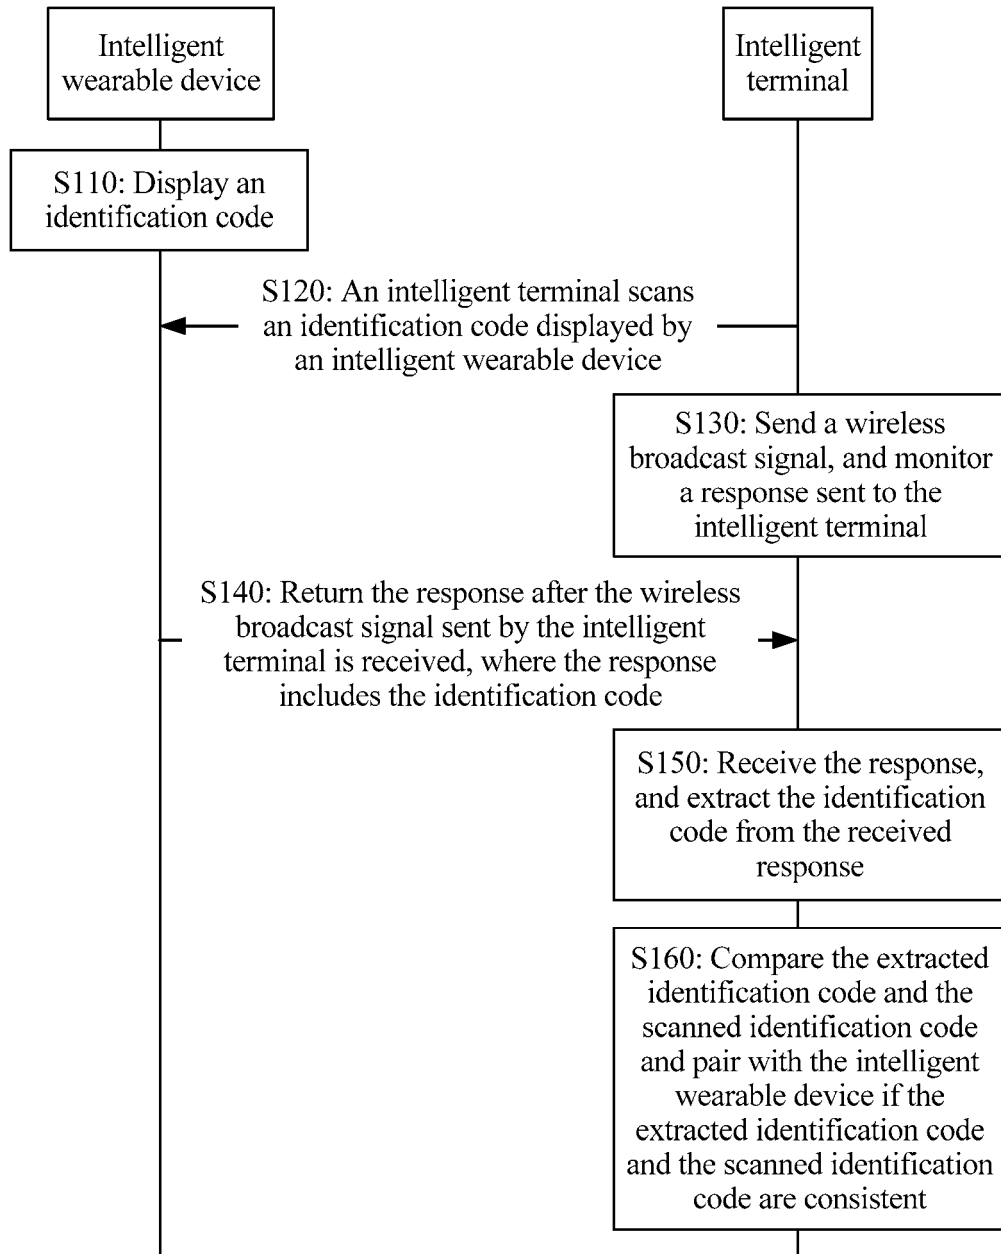 Intelligent
wearable device
Intelligent
terminal
S110: Display an
identification code
S120: An intelligent terminal scans
an identification code displayed by
an intelligent wearable device
S130: Send a wireless
broadcast signal, and monitor
a response sent to the
intelligent terminal
S140: Return the response after the wireless
broadcast signal sent by the intelligent
terminal is received, where the response
includes the identification code
S150: Receive the response,
and extract the identification
code from the received
response
S160: Compare the extracted
identification code and the
scanned identification code
and pair with the intelligent
wearable device if the
extracted identification code
and the scanned identification
code are consistent